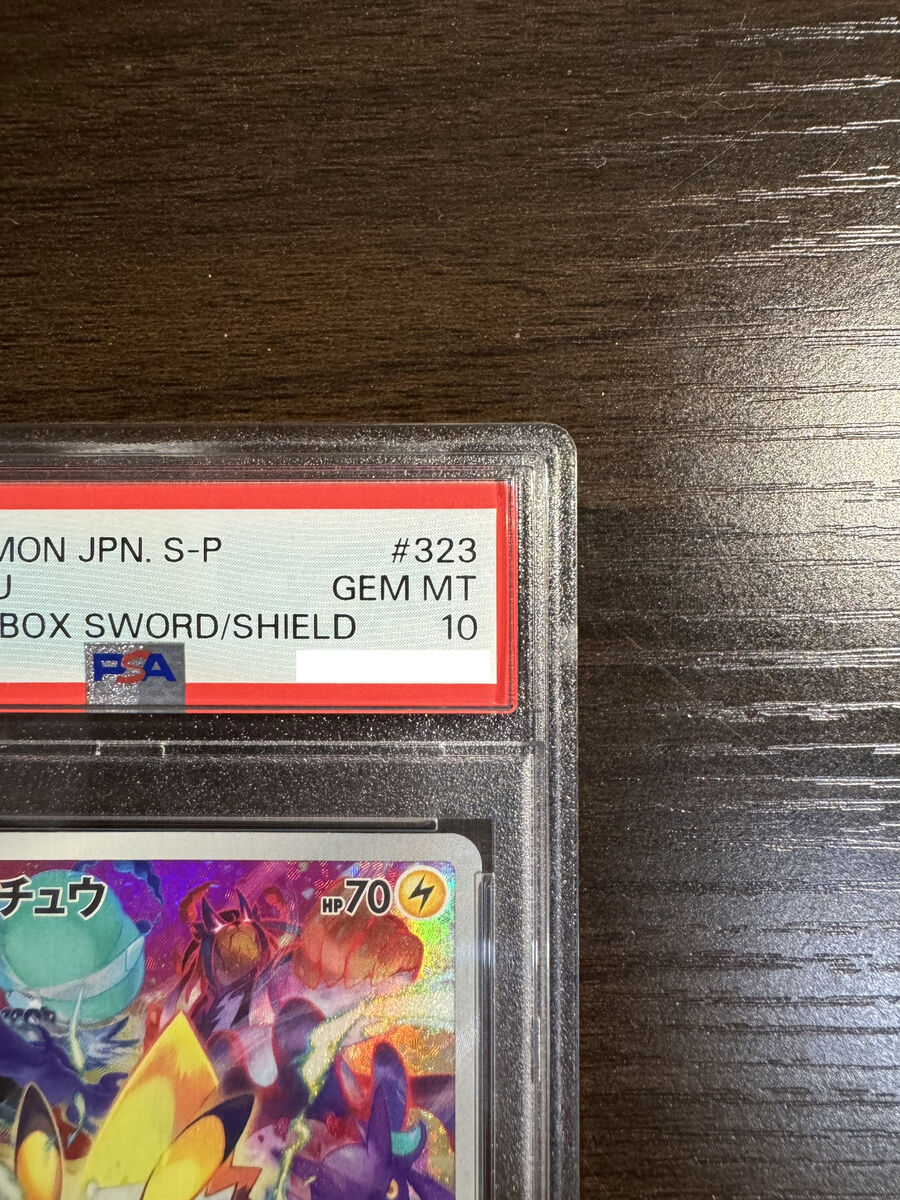 MON JPN. S-P #323
U GEM MT
BOX SWORD/SHIELD 10
PSA
チュウ HP70